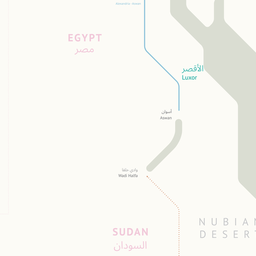 EGYPT
مصر
الأقصر
Luxor
أسوان
Aswan
وادي حلفا
Wadi Halfa
NUBIAN
DESERT
SUDAN
السودان